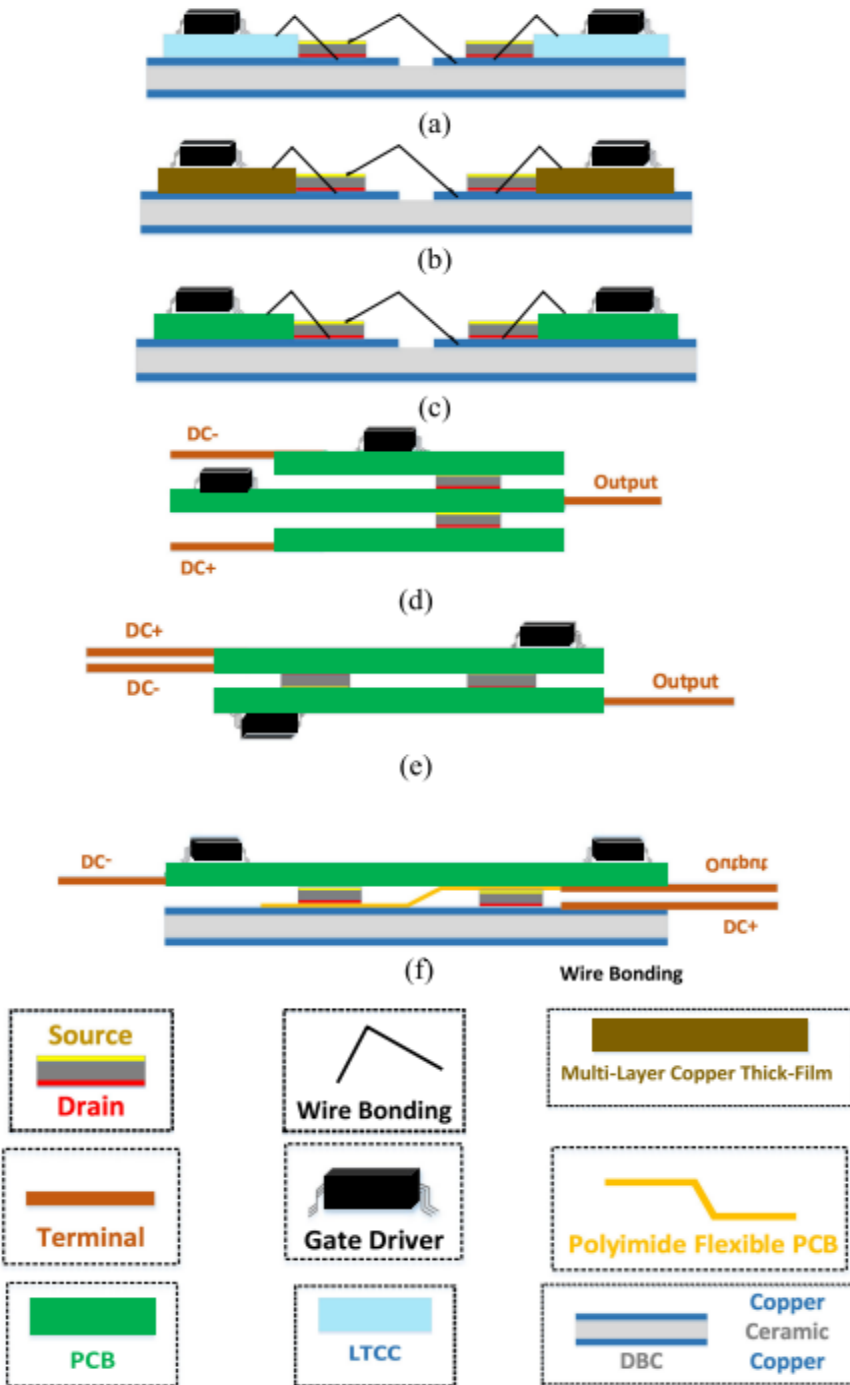 (a)
(b)
(c)
DC-
Output
DC+
(d)
DC+
DC-
Output
(e)
DC-
Output
DC+
(f)
Wire Bonding
Source
Drain
Wire Bonding
Multi-Layer Copper Thick-Film
Terminal
Gate Driver
Polyimide Flexible PCB
PCB
LTCC
Copper
Ceramic
DBC
Copper